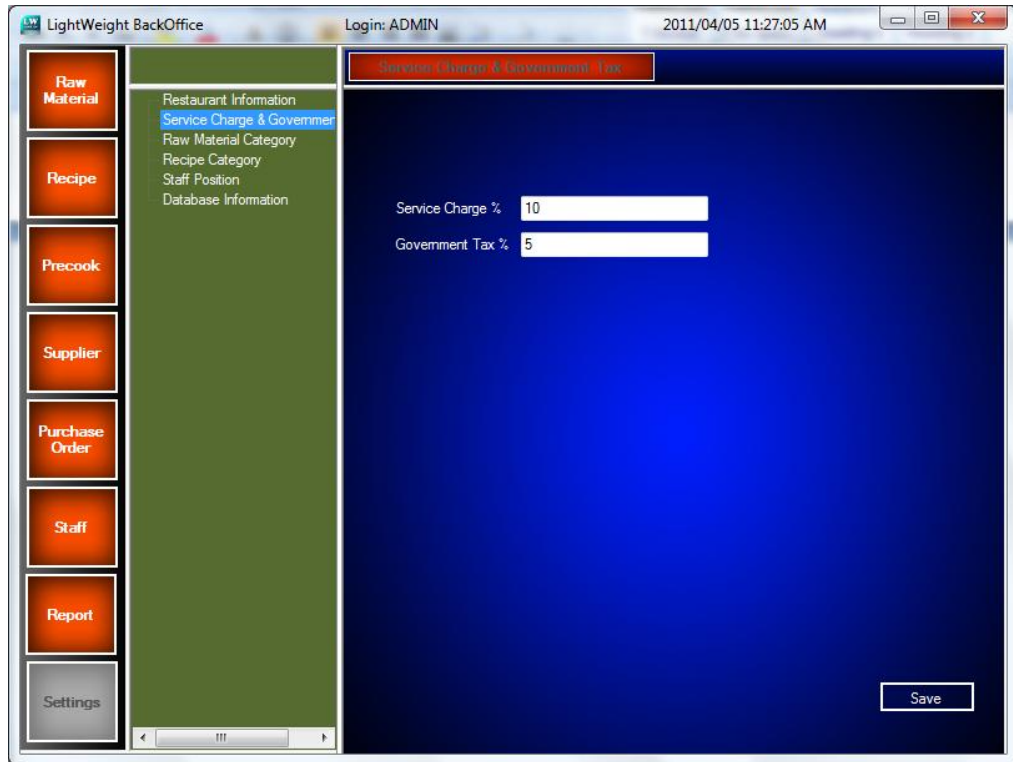 LightWeight BackOffice Login: ADMIN 2011/04/05 11:27:05 AM
Raw
Material
Recipe
Precook
Supplier
Purchase
Order
Staff
Report
Settings
Restaurant Information
Service Charge & Governmer
Raw Material Category
Recipe Category
Staff Position
Database Information
Service Charge & Government Tax
Service Charge % 10
Government Tax % 5
Save